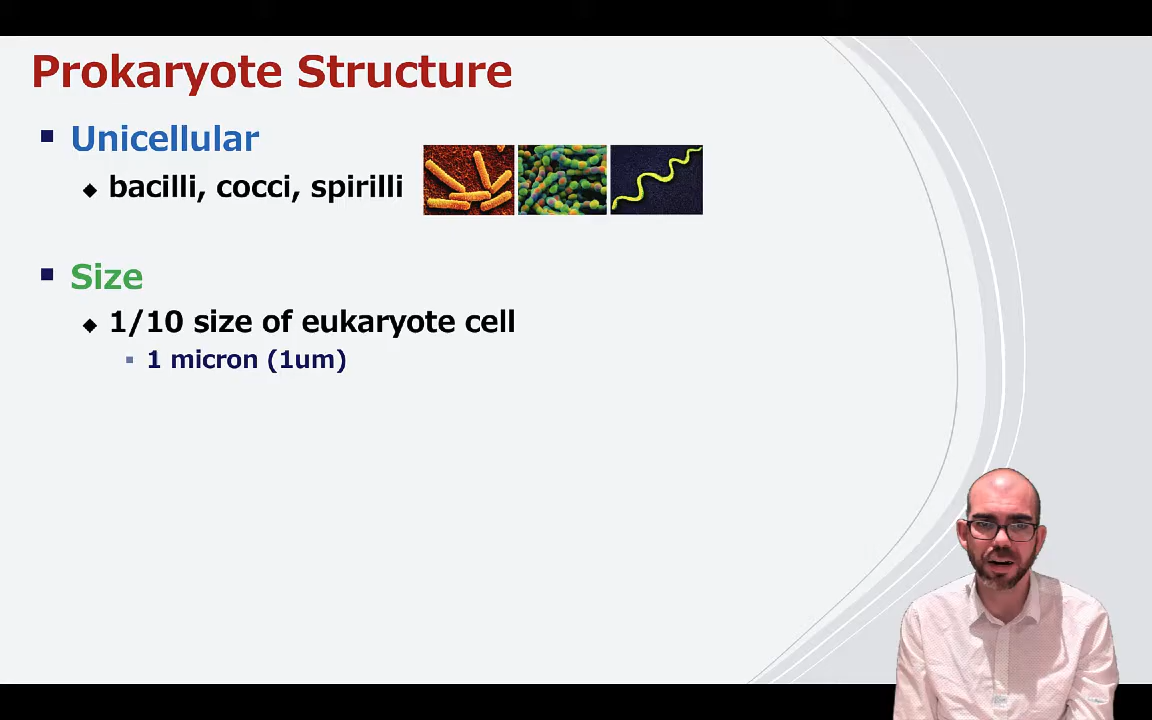 Prokaryote Structure
Unicellular
bacilli, cocci, spirilli
Size
1/10 size of eukaryote cell
1 micron (1um)